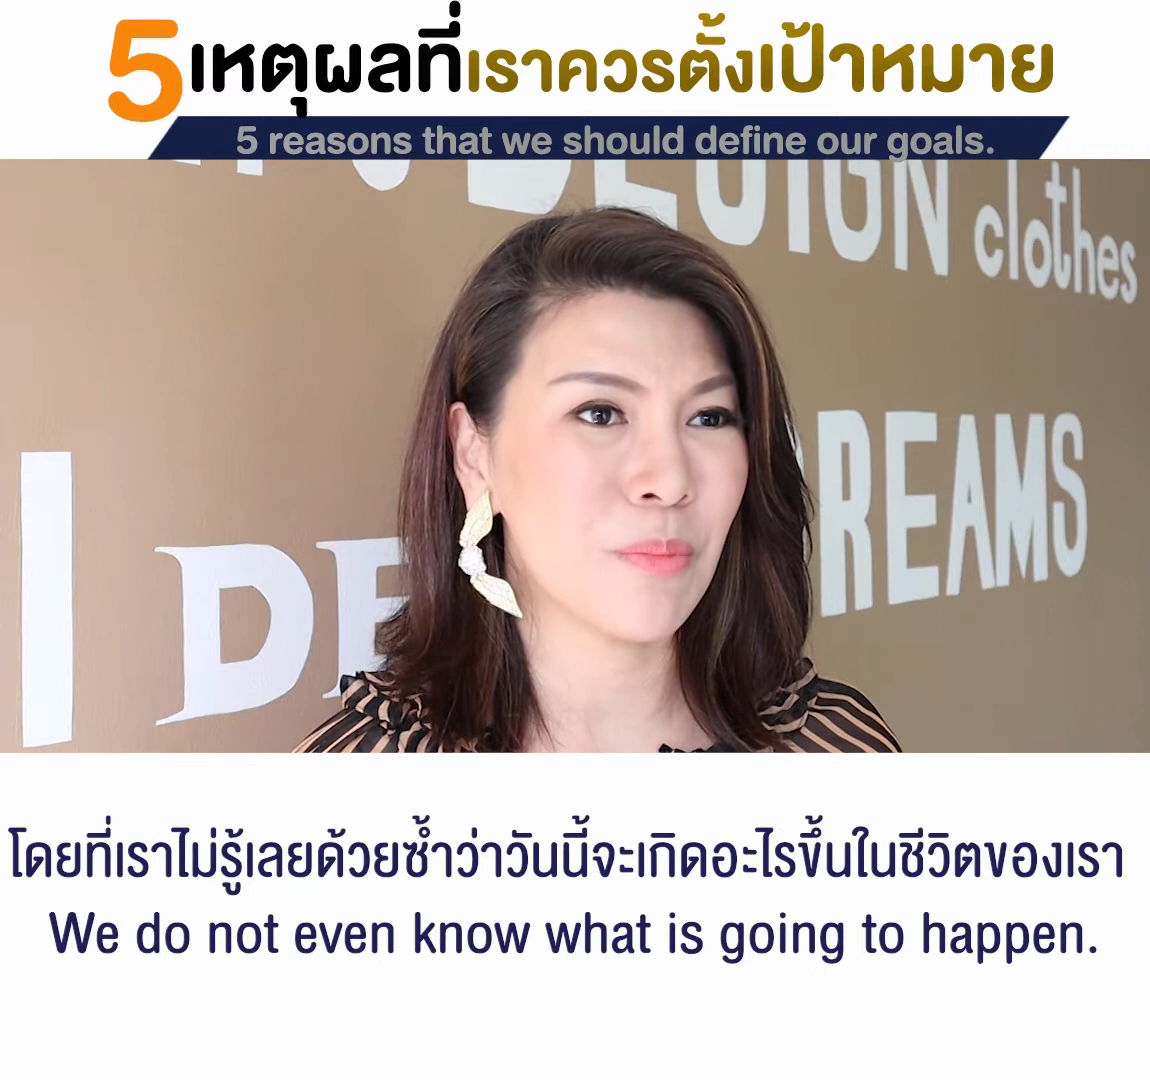 5 เหตุผลที่เราควรตั้งเป้าหมาย
5 reasons that we should define our goals.
DESIGN clothes
I
DREAMS
โดยที่เราไม่รู้เลยด้วยซ้ำว่าวันนี้จะเกิดอะไรขึ้นในชีวิตของเรา
We do not even know what is going to happen.